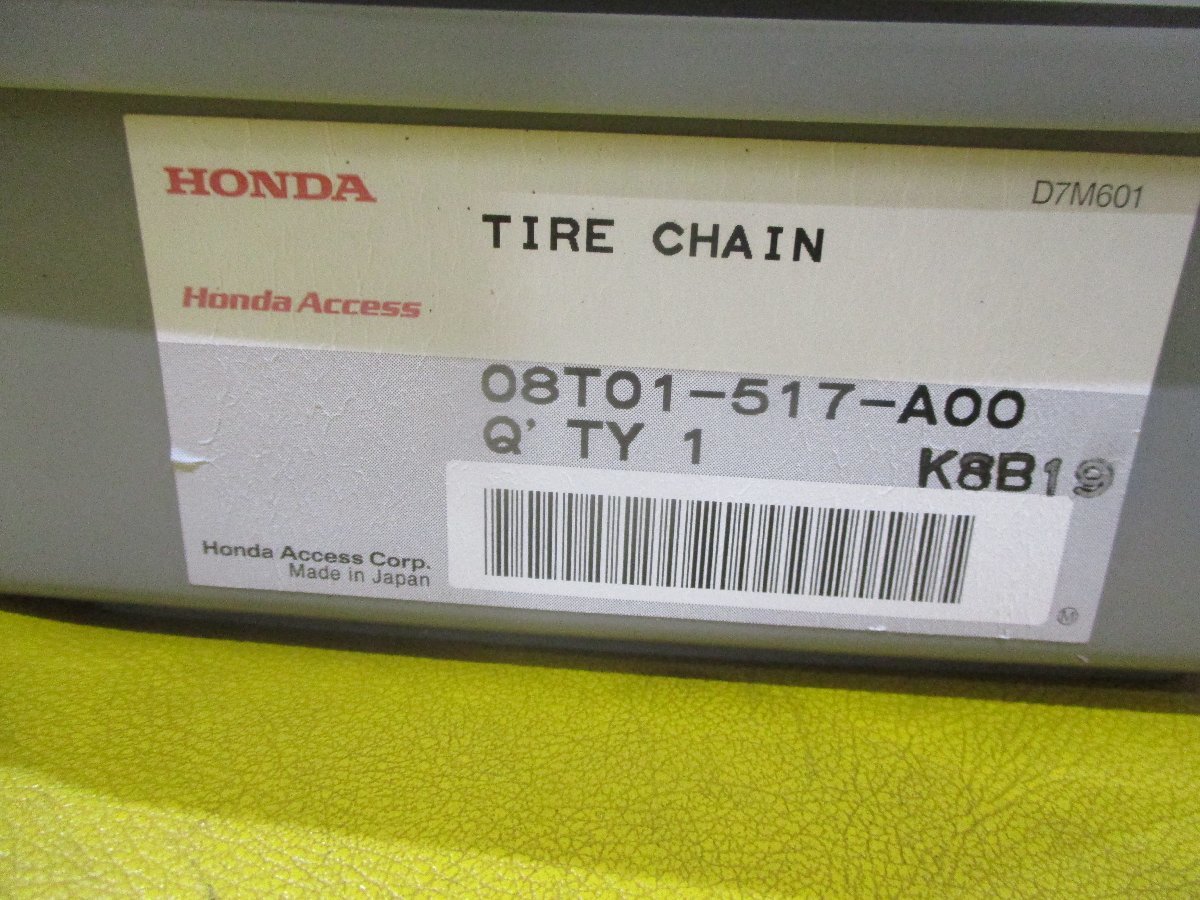 HONDA
D7M601
TIRE CHAIN
Honda Access
08T01-517-A00
Q'TY 1
K8B19
Honda Access Corp.
Made in Japan
M